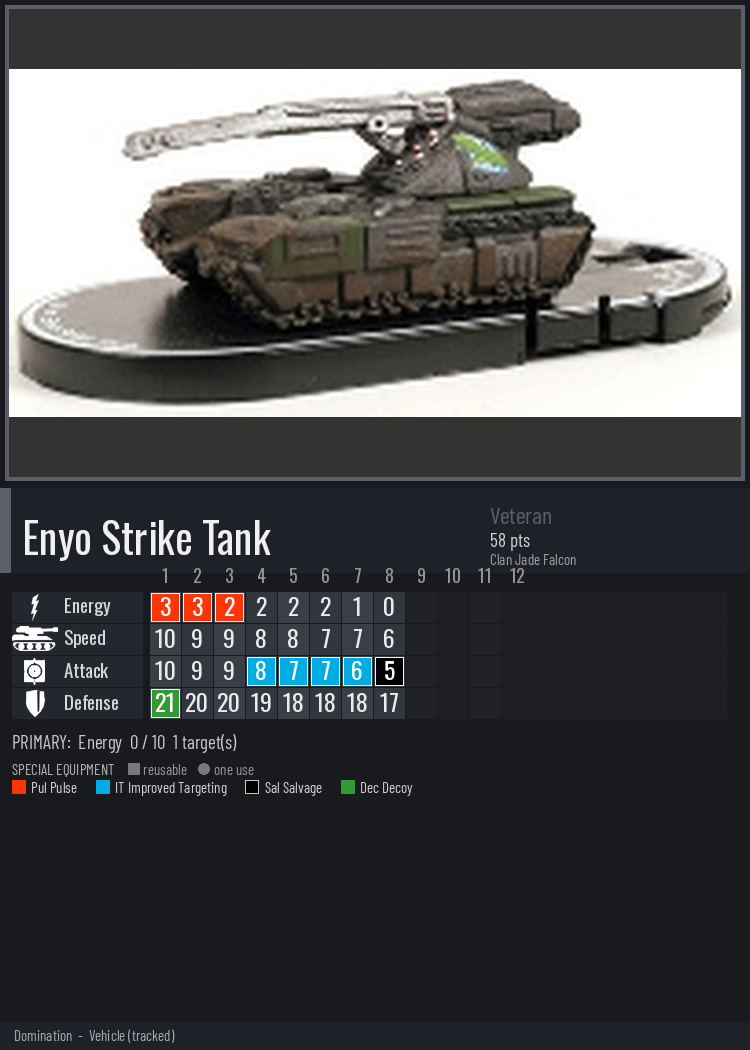 Enyo Strike Tank
Veteran
58 pts
Clan Jade Falcon
1 2 3 4 5 6 7 8 9 10 11 12
Energy 3 3 2 2 2 2 1 0
Speed 10 9 9 8 8 7 7 6
Attack 10 9 9 8 7 7 6 5
Defense 21 20 20 19 18 18 18 17
PRIMARY: Energy 0 / 10 1 target(s)
SPECIAL EQUIPMENT reusable one use
Pul Pulse IT Improved Targeting Sal Salvage Dec Decoy
Domination - Vehicle (tracked)